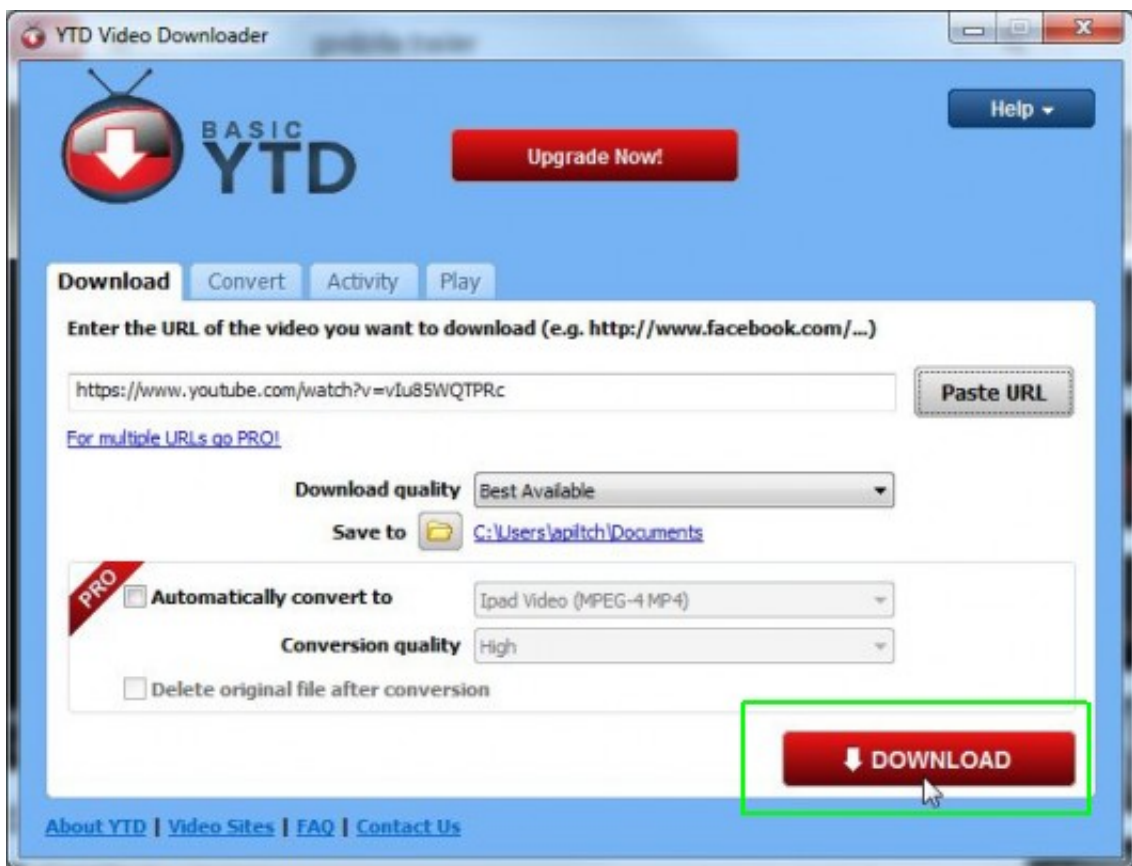 YTD Video Downloader
Help
BASIC
YTD
Upgrade Now!
Download Convert Activity Play
Enter the URL of the video you want to download (e.g. http://www.facebook.com/...)
https://www.youtube.com/watch?v=vIu85WQTPRc
Paste URL
For multiple URLs go PRO!
Download quality Best Available
Save to C:\Users\apiltch\Documents
PRO
Automatically convert to Ipad Video (MPEG-4 MP4)
Conversion quality High
Delete original file after conversion
DOWNLOAD
About YTD | Video Sites | FAQ | Contact Us